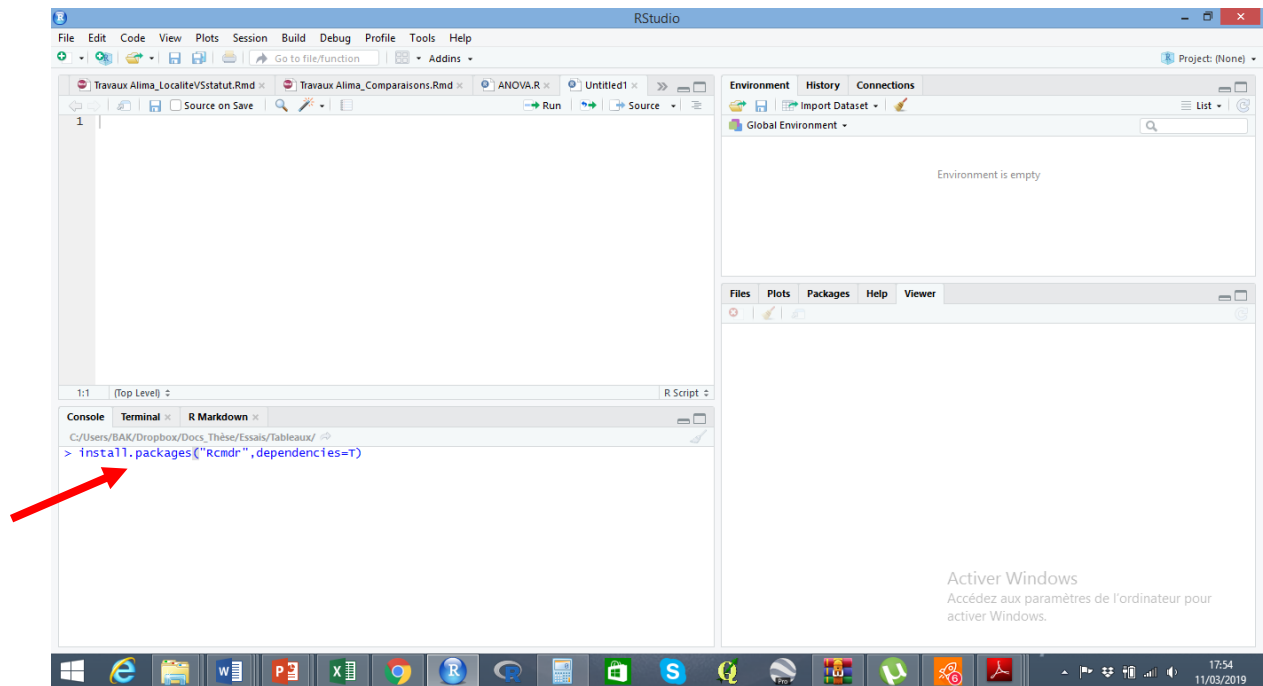 RStudio
File Edit Code View Plots Session Build Debug Profile Tools Help
Go to file/function Addins Project: (None)
Travaux Alima_LocaliteVSstatut.Rmd Travaux Alima_Comparaisons.Rmd ANOVA.R Untitled1
Source on Save Run Source
1
1:1 (Top Level) R Script
Console Terminal R Markdown
C:/Users/BAK/Dropbox/Docs_Thèse/Essais/Tableaux/
> install.packages("Rcmdr",dependencies=T)
Environment History Connections
Import Dataset List
Global Environment
Environment is empty
Files Plots Packages Help Viewer
Activer Windows
Accédez aux paramètres de l'ordinateur pour
activer Windows.
17:54
11/03/2019